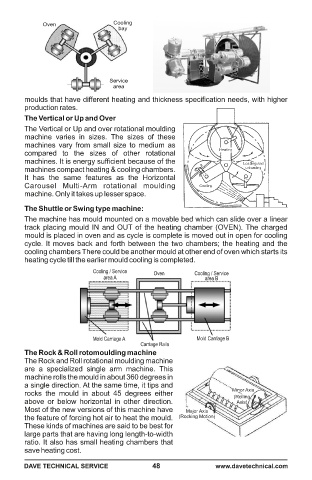 Oven
Cooling
bay
Service
area
moulds that have different heating and thickness specification needs, with higher
production rates.
The Vertical or Up and Over
The Vertical or Up and over rotational moulding
machine varies in sizes. The sizes of these
machines vary from small size to medium as
compared to the sizes of other rotational
machines. It is energy sufficient because of the
machines compact heating & cooling chambers.
It has the same features as the Horizontal
Carousel Multi-Arm rotational moulding
machine. Only it takes up lesser space.
Cooling
The Shuttle or Swing type machine:
The machine has mould mounted on a movable bed which can slide over a linear
track placing mould IN and OUT of the heating chamber (OVEN). The charged
mould is placed in oven and as cycle is complete is moved out in open for cooling
cycle. It moves back and forth between the two chambers; the heating and the
cooling chambers There could be another mould at other end of oven which starts its
heating cycle till the earlier mould cooling is completed.
Cooling / Service
area A
Oven
Cooling / Service
area B
Mold Carriage A
Carriage Rails
Mold Carriage B
The Rock & Roll rotomoulding machine
The Rock and Roll rotational moulding machine
are a specialized single arm machine. This
machine rolls the mould in about 360 degrees in
a single direction. At the same time, it tips and
rocks the mould in about 45 degrees either
above or below horizontal in other direction.
Most of the new versions of this machine have
the feature of forcing hot air to heat the mould.
These kinds of machines are said to be best for
large parts that are having long length-to-width
ratio. It also has small heating chambers that
save heating cost.
Minor Axis
(Rolling
Axis)
Major Axis
(Rocking Motion)
DAVE TECHNICAL SERVICE
48
www.davetechnical.com